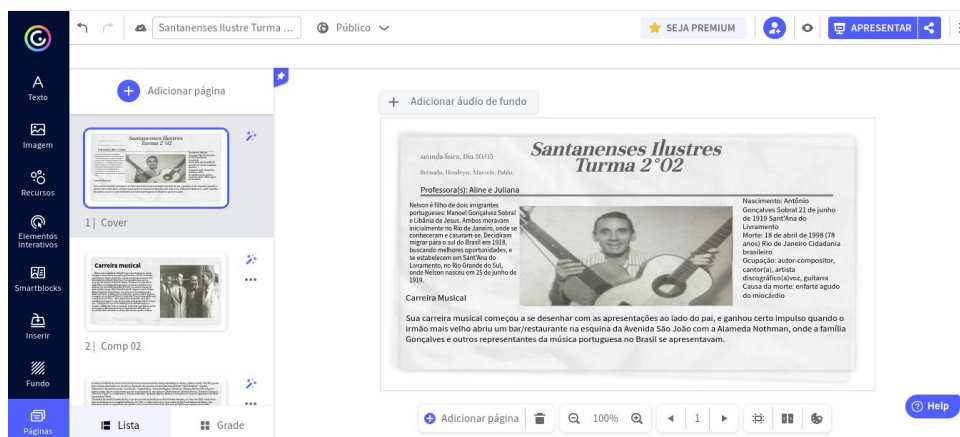 Santanenses Ilustre Turma ...
Público
SEJA PREMIUM
APRESENTAR
Texto
Imagem
Recursos
Elementos
interativos
Smartblocks
Inserir
Fundo
Páginas
Adicionar página
Santanenses Ilustres
Turma 2°02
1 | Cover
Carreira musical
2 | Comp 02
Lista
Grade
Adicionar áudio de fundo
segunda-feira, Dia 30/05
Santanenses Ilustres
Turma 2°02
Bernado, Hendryw, Marcelo, Pablo.
Professora(s): Aline e Juliana
Nelson é filho de dois imigrantes
portugueses: Manoel Gonçalvez Sobral
e Libânia de Jesus. Ambos moravam
inicialmente no Rio de Janeiro, onde se
conheceram e casaram-se. Decidiram
migrar para o sul do Brasil em 1918,
buscando melhores oportunidades, e
se estabelecem em Sant'Ana do
Livramento, no Rio Grande do Sul,
onde Nelson nasceu em 25 de junho de
1919.
Nascimento: Antônio
Gonçalves Sobral 21 de junho
de 1919 Sant'Ana do
Livramento
Morte: 18 de abril de 1998 (78
anos) Rio de Janeiro Cidadania
brasileiro
Ocupação: autor-compositor,
cantor(a), artista
discográfico(a)voz, guitarra
Causa da morte: enfarte agudo
do miocárdio
Carreira Musical
Sua carreira musical começou a se desenhar com as apresentações ao lado do pai, e ganhou certo impulso quando o
irmão mais velho abriu um bar/restaurante na esquina da Avenida São João com a Alameda Nothman, onde a família
Gonçalves e outros representantes da música portuguesa no Brasil se apresentavam.
Adicionar página
100%
1
Help